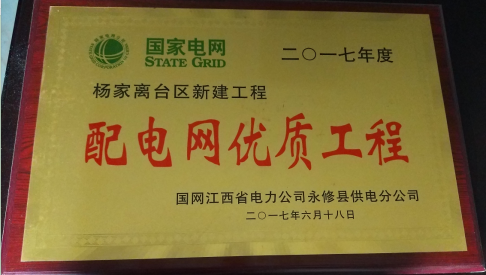 国家电网
STATE GRID
二〇一七年度
杨家离台区新建工程
配电网优质工程
国网江西省电力公司永修县供电分公司
二〇一七年六月十八日